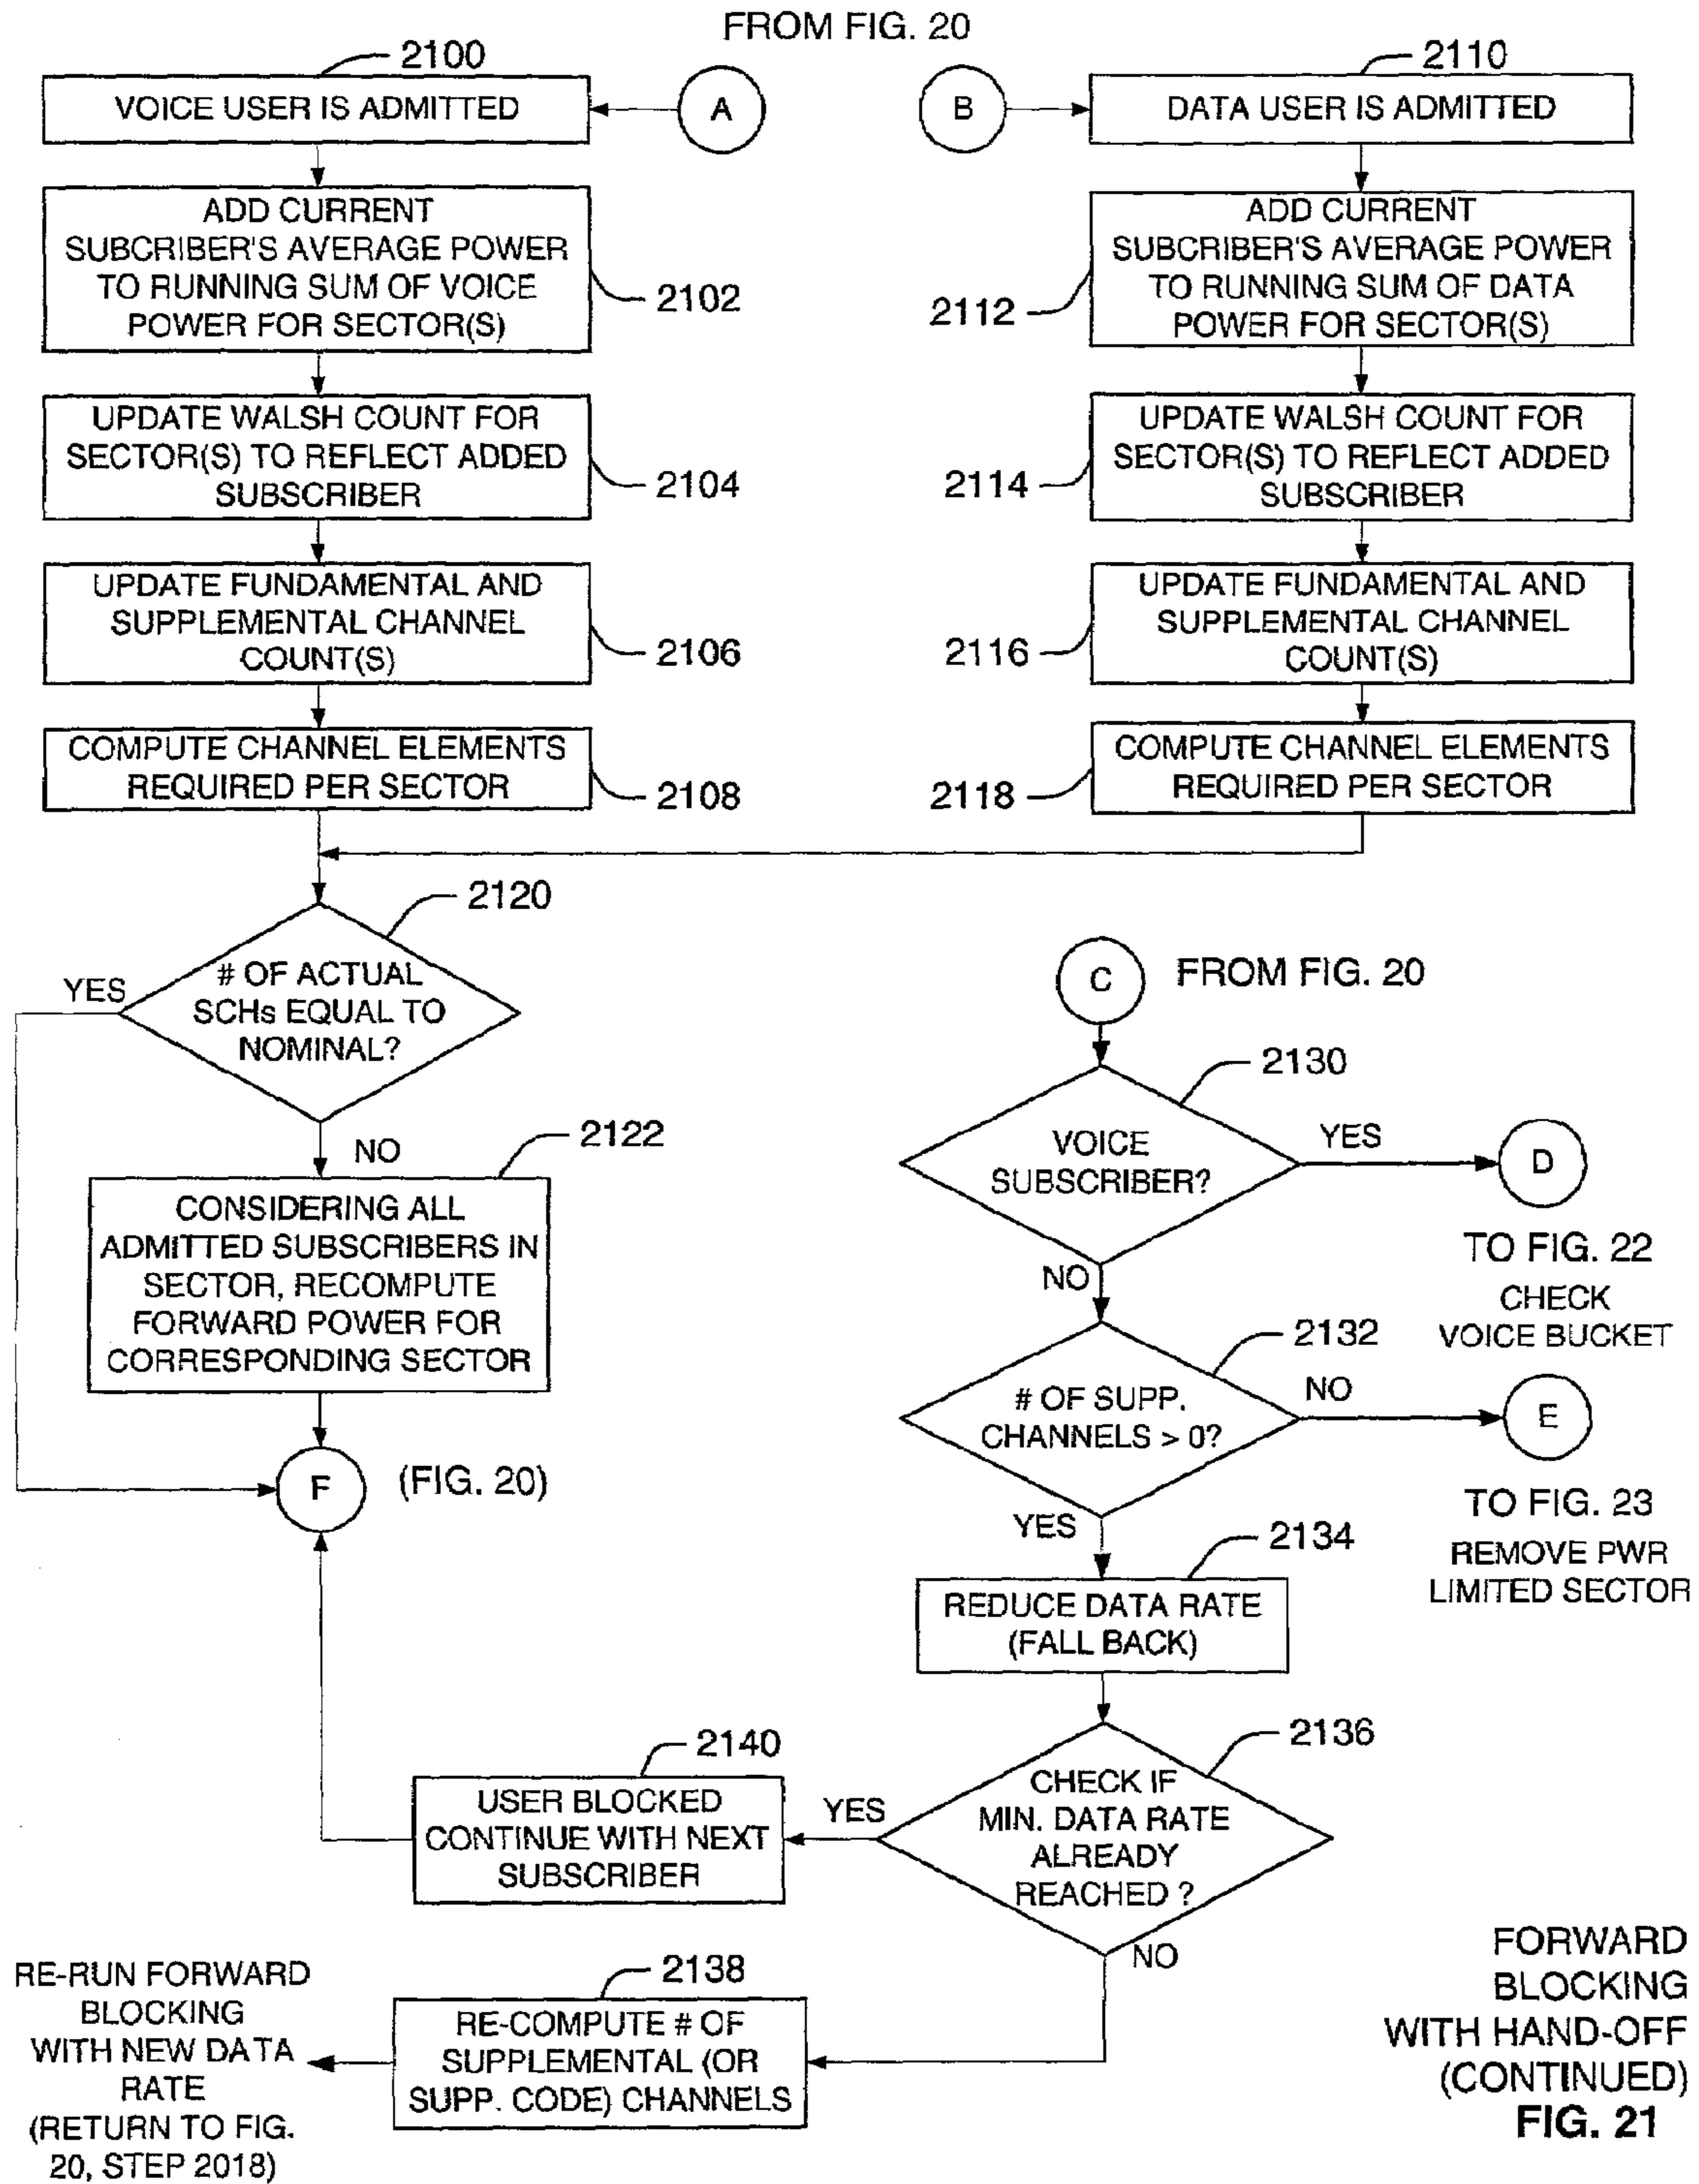 FROM FIG. 20
2100
VOICE USER IS ADMITTED
A
ADD CURRENT
SUBCRIBER'S AVERAGE POWER
TO RUNNING SUM OF VOICE
POWER FOR SECTOR(S)
2102
UPDATE WALSH COUNT FOR
SECTOR(S) TO REFLECT ADDED
SUBSCRIBER
2104
UPDATE FUNDAMENTAL AND
SUPPLEMENTAL CHANNEL
COUNT(S)
2106
COMPUTE CHANNEL ELEMENTS
REQUIRED PER SECTOR
2108
B
2110
DATA USER IS ADMITTED
ADD CURRENT
SUBCRIBER'S AVERAGE POWER
TO RUNNING SUM OF DATA
POWER FOR SECTOR(S)
2112
UPDATE WALSH COUNT FOR
SECTOR(S) TO REFLECT ADDED
SUBSCRIBER
2114
UPDATE FUNDAMENTAL AND
SUPPLEMENTAL CHANNEL
COUNT(S)
2116
COMPUTE CHANNEL ELEMENTS
REQUIRED PER SECTOR
2118
2120
# OF ACTUAL
SCHs EQUAL TO
NOMINAL?
YES
NO
2122
CONSIDERING ALL
ADMITTED SUBSCRIBERS IN
SECTOR, RECOMPUTE
FORWARD POWER FOR
CORRESPONDING SECTOR
F
(FIG. 20)
C
FROM FIG. 20
2130
VOICE
SUBSCRIBER?
YES
D
TO FIG. 22
CHECK
VOICE BUCKET
NO
2132
# OF SUPP.
CHANNELS > 0?
NO
E
TO FIG. 23
REMOVE PWR
LIMITED SECTOR
YES
2134
REDUCE DATA RATE
(FALL BACK)
2136
CHECK IF
MIN. DATA RATE
ALREADY
REACHED ?
YES
2140
USER BLOCKED
CONTINUE WITH NEXT
SUBSCRIBER
NO
2138
RE-COMPUTE # OF
SUPPLEMENTAL (OR
SUPP. CODE) CHANNELS
RE-RUN FORWARD
BLOCKING
WITH NEW DATA
RATE
(RETURN TO FIG.
20, STEP 2018)
FORWARD
BLOCKING
WITH HAND-OFF
(CONTINUED)
FIG. 21